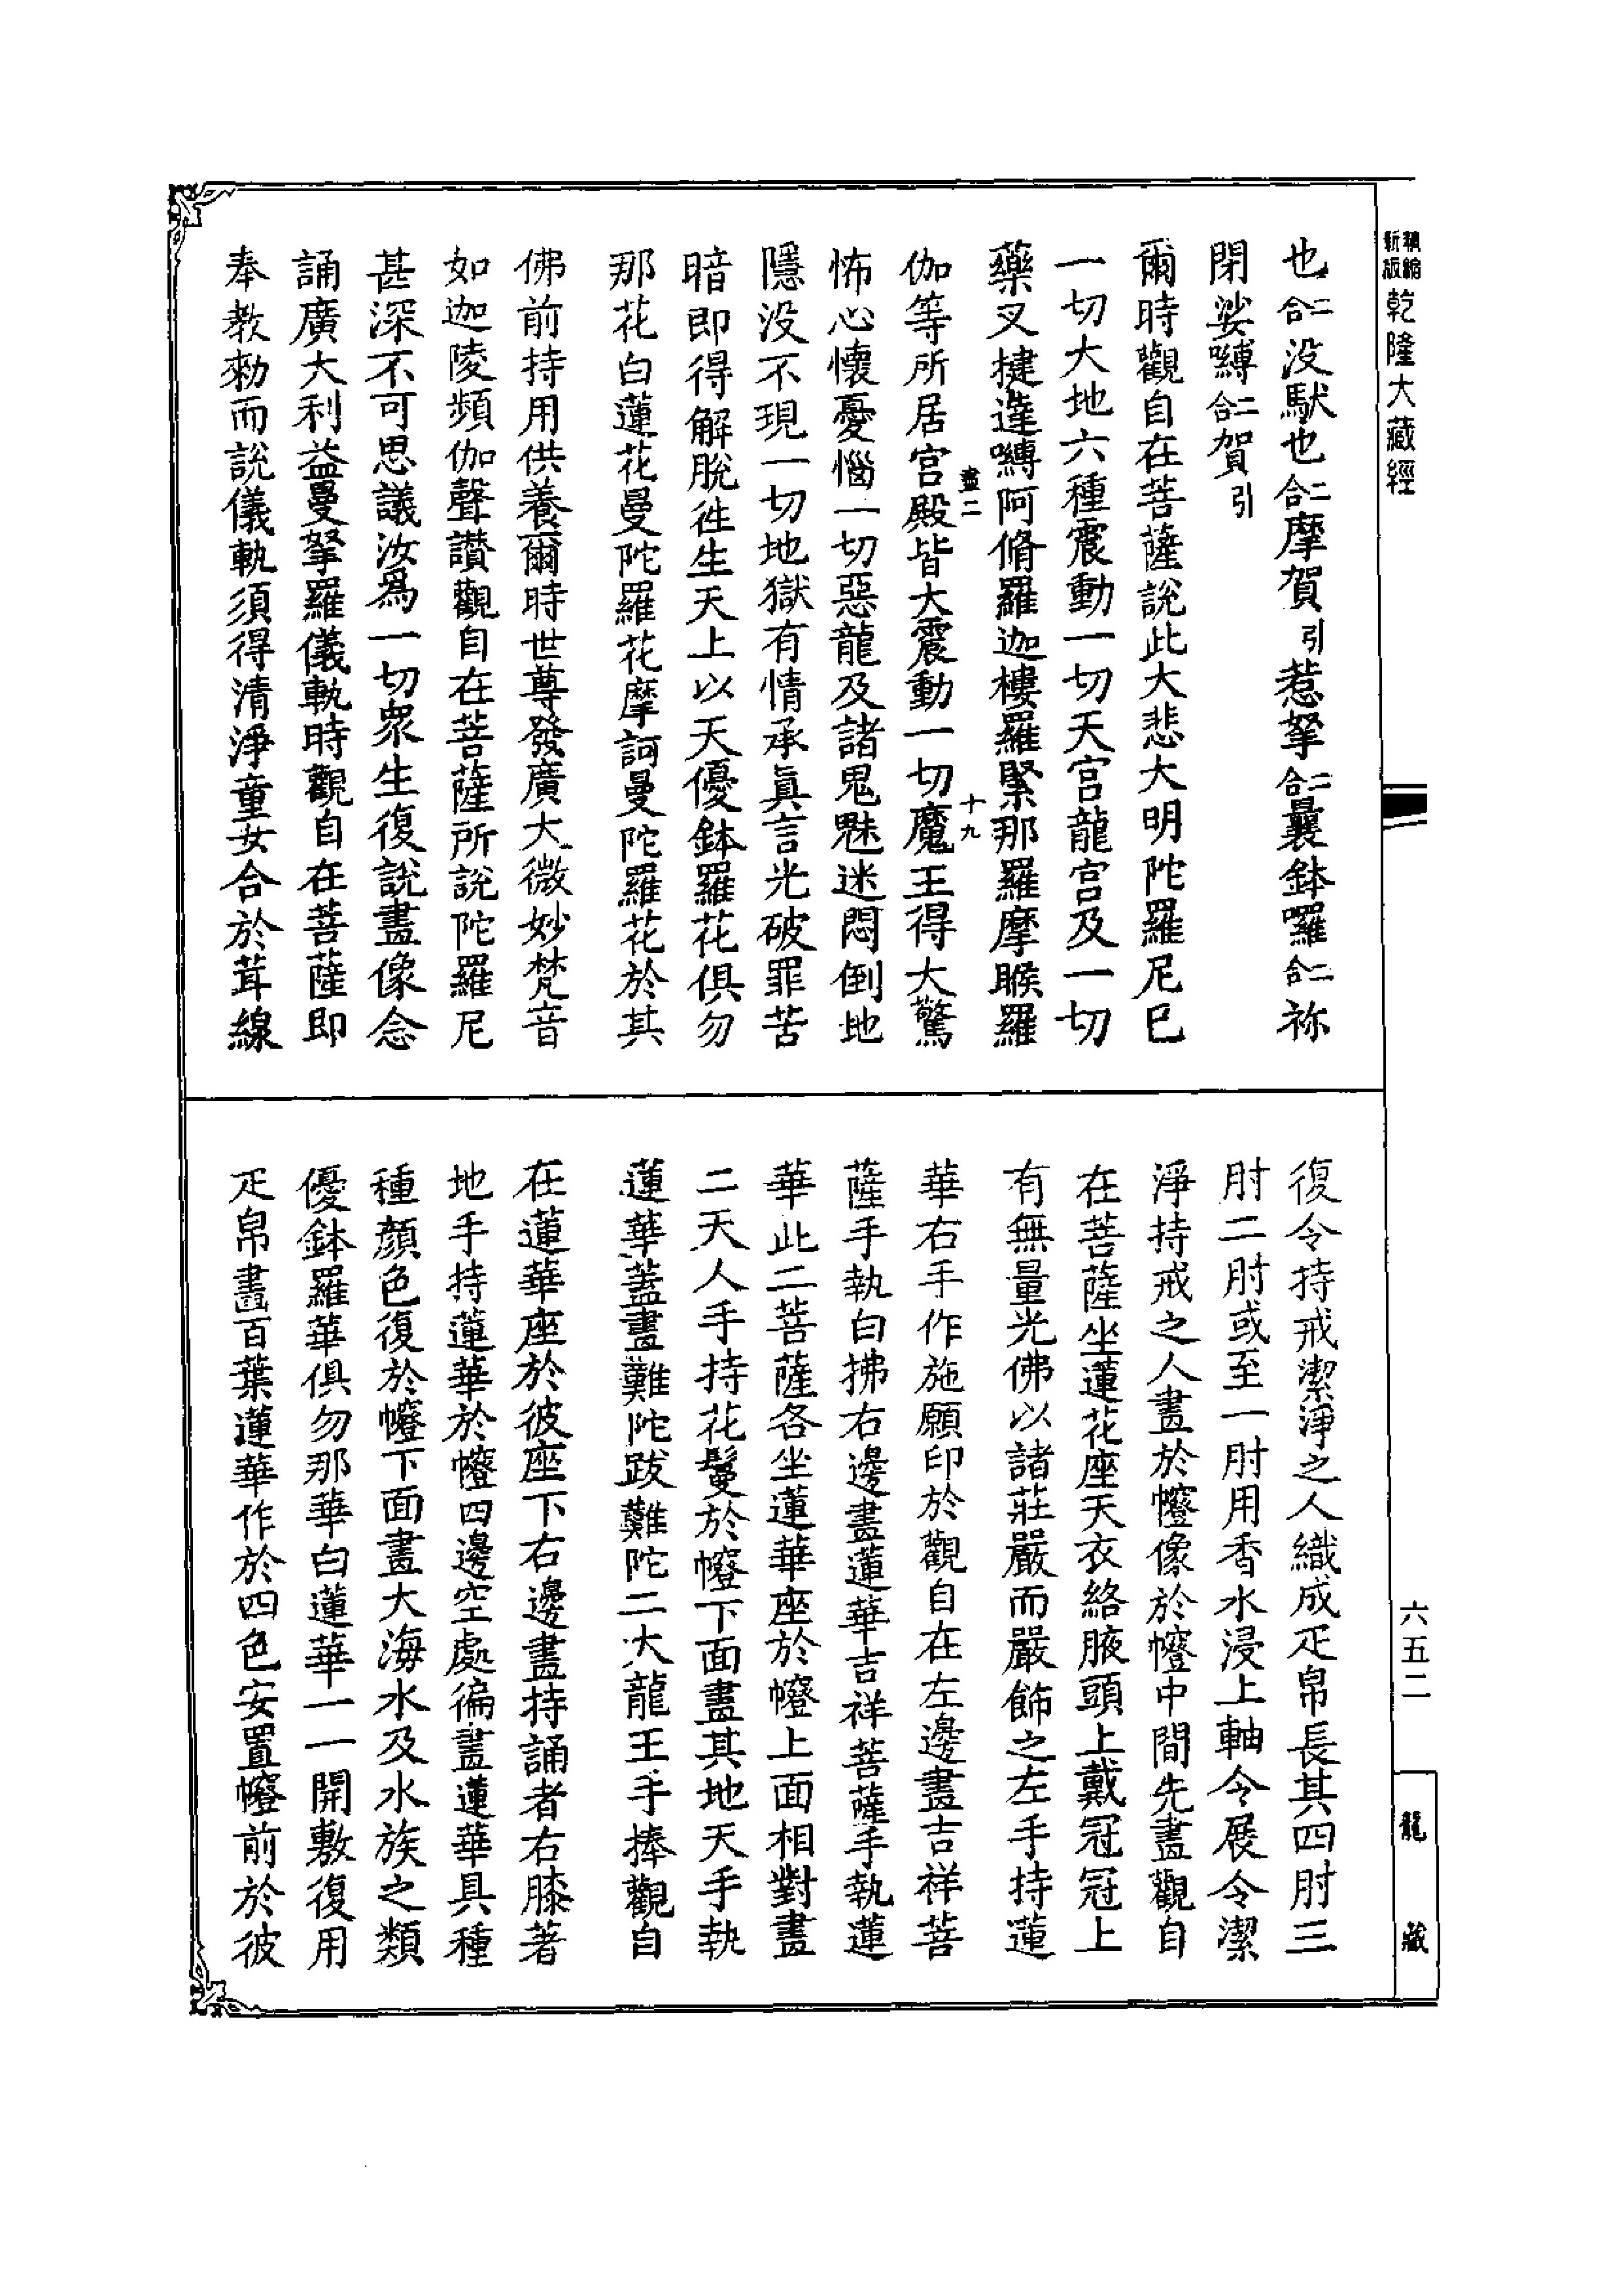 精縮新版乾隆大藏經
也二合沒馱也二合摩賀引惹拏二合曩鉢囉二合祢
閉娑嚩二合賀引
爾時觀自在菩薩說此大悲大明陀羅尼已
一切大地六種震動一切天宮龍宮及一切
藥叉揵達嚩阿脩羅迦樓羅緊那羅摩睺羅
伽等所居宮殿皆大震動一切魔王得大驚
畫二　十九
怖心懷憂惱一切惡龍及諸鬼魅迷悶倒地
隱沒不現一切地獄有情承眞言光破罪苦
暗即得解脫往生天上以天優鉢羅花俱勿
那花白蓮花曼陀羅花摩訶曼陀羅花於其
佛前持用供養爾時世尊發廣大微妙梵音
如迦陵頻伽聲讚觀自在菩薩所說陀羅尼
甚深不可思議汝爲一切衆生復說畫像念
誦廣大利益曼拏羅儀軌時觀自在菩薩即
奉教勑而說儀軌須得清淨童女合於茸線
復令持戒潔淨之人織成疋帛長其四肘三
肘二肘或至一肘用香水浸上軸令展令潔
淨持戒之人畫於㡧像於㡧中間先畫觀自
在菩薩坐蓮花座天衣絡腋頭上戴冠冠上
有無量光佛以諸莊嚴而嚴飾之左手持蓮
華右手作施願印於觀自在左邊畫吉祥菩
薩手執白拂右邊畫蓮華吉祥菩薩手執蓮
華此二菩薩各坐蓮華座於㡧上面相對畫
二天人手持花鬘於㡧下面畫其地天手執
蓮華蓋畫難陀跋難陀二大龍王手捧觀自
在蓮華座於彼座下右邊畫持誦者右膝著
地手持蓮華於㡧四邊空處徧畫蓮華具種
種顏色復於㡧下面畫大海水及水族之類
優鉢羅華俱勿那華白蓮華一一開敷復用
疋帛畫百葉蓮華作於四色安置㡧前於彼
六五二
龍藏